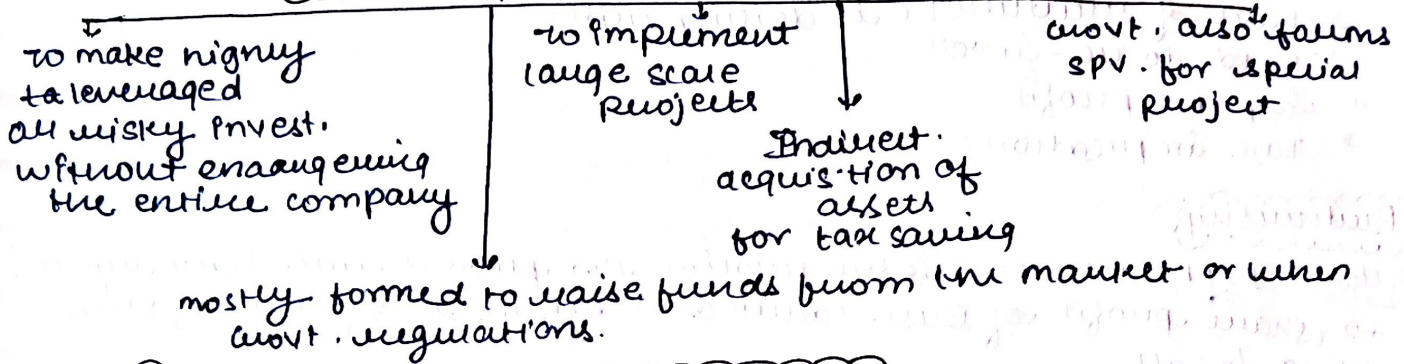 to make highly
ta leveraged
or risky invest.
without endangering
the entire company
to impliment
large scale
projects
Govt. also forms
SPV. for special
project
Indirect.
acquisition of
assets
for tax saving
mostly formed to raise funds from the market or when
Govt. regulations.